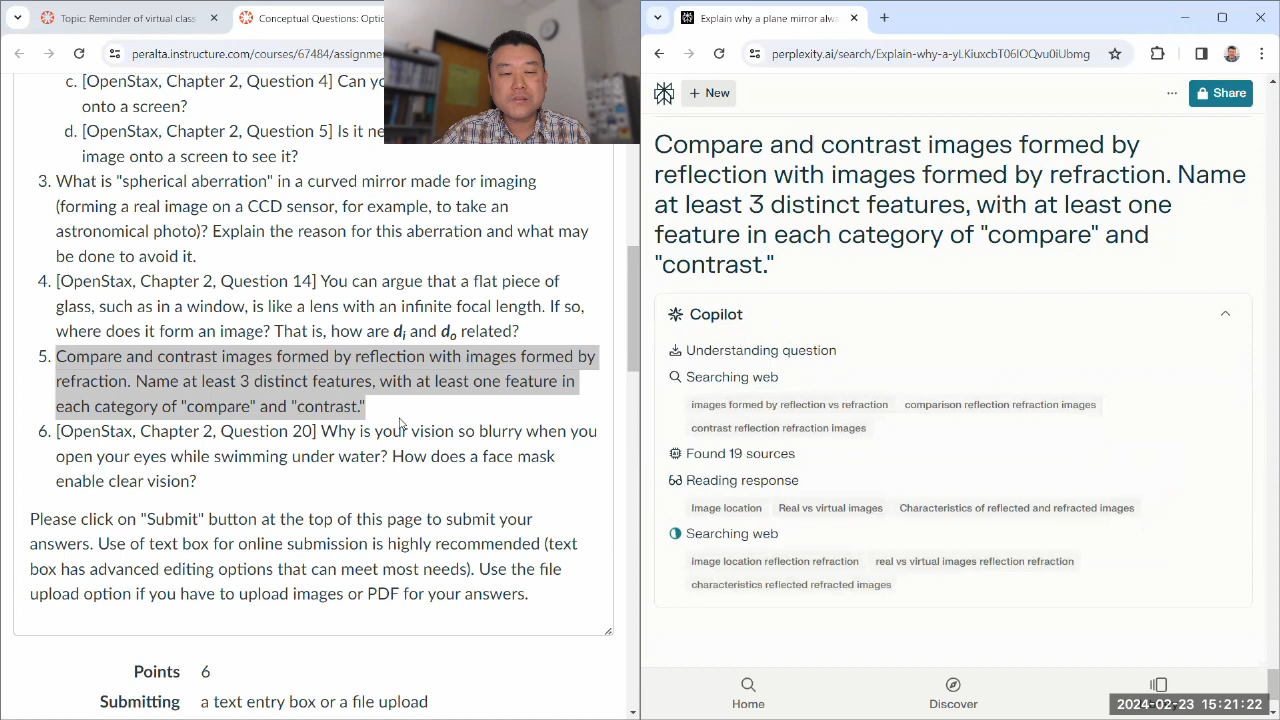 Topic: Reminder of virtual class
Conceptual Questions: Optic
peralta.instructure.com/courses/67484/assignmen
c. [OpenStax, Chapter 2, Question 4] Can yo
onto a screen?
d. [OpenStax, Chapter 2, Question 5] Is it ne
image onto a screen to see it?
3. What is "spherical aberration" in a curved mirror made for imaging
(forming a real image on a CCD sensor, for example, to take an
astronomical photo)? Explain the reason for this aberration and what may
be done to avoid it.
4. [OpenStax, Chapter 2, Question 14] You can argue that a flat piece of
glass, such as in a window, is like a lens with an infinite focal length. If so,
where does it form an image? That is, how are di and do related?
5. Compare and contrast images formed by reflection with images formed by
refraction. Name at least 3 distinct features, with at least one feature in
each category of "compare" and "contrast."
6. [OpenStax, Chapter 2, Question 20] Why is your vision so blurry when you
open your eyes while swimming under water? How does a face mask
enable clear vision?
Please click on "Submit" button at the top of this page to submit your
answers. Use of text box for online submission is highly recommended (text
box has advanced editing options that can meet most needs). Use the file
upload option if you have to upload images or PDF for your answers.
Points 6
Submitting a text entry box or a file upload
Explain why a plane mirror alwa
perplexity.ai/search/Explain-why-a-yLKiuxcbT06IOQvu0iUbmg
+ New
Share
Compare and contrast images formed by
reflection with images formed by refraction. Name
at least 3 distinct features, with at least one
feature in each category of "compare" and
"contrast."
Copilot
Understanding question
Searching web
images formed by reflection vs refraction comparison reflection refraction images
contrast reflection refraction images
Found 19 sources
Reading response
Image location Real vs virtual images Characteristics of reflected and refracted images
Searching web
Image location reflection refraction real vs virtual images reflection refraction
characteristics reflected refracted images
Home Discover
2024-02-23 15:21:22